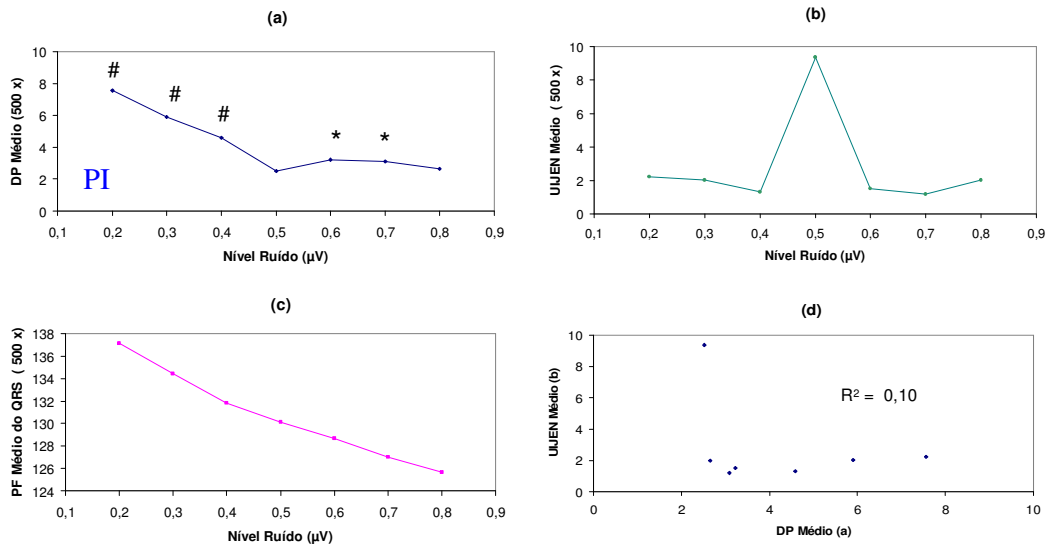 (a)
DP Médio (500 x)
10
8
6
4
2
0
# # # * *
PI
0,1 0,2 0,3 0,4 0,5 0,6 0,7 0,8 0,9
Nível Ruído (µV)
(b)
UIJEN Médio ( 500 x)
10
8
6
4
2
0
0,1 0,2 0,3 0,4 0,5 0,6 0,7 0,8 0,9
Nível Ruído (µV)
(c)
PF Médio do QRS ( 500 x)
138
136
134
132
130
128
126
124
0,1 0,2 0,3 0,4 0,5 0,6 0,7 0,8 0,9
Nível Ruído (µV)
(d)
UIJEN Médio (b)
10
8
6
4
2
0
R² = 0,10
0 2 4 6 8 10
DP Médio (a)